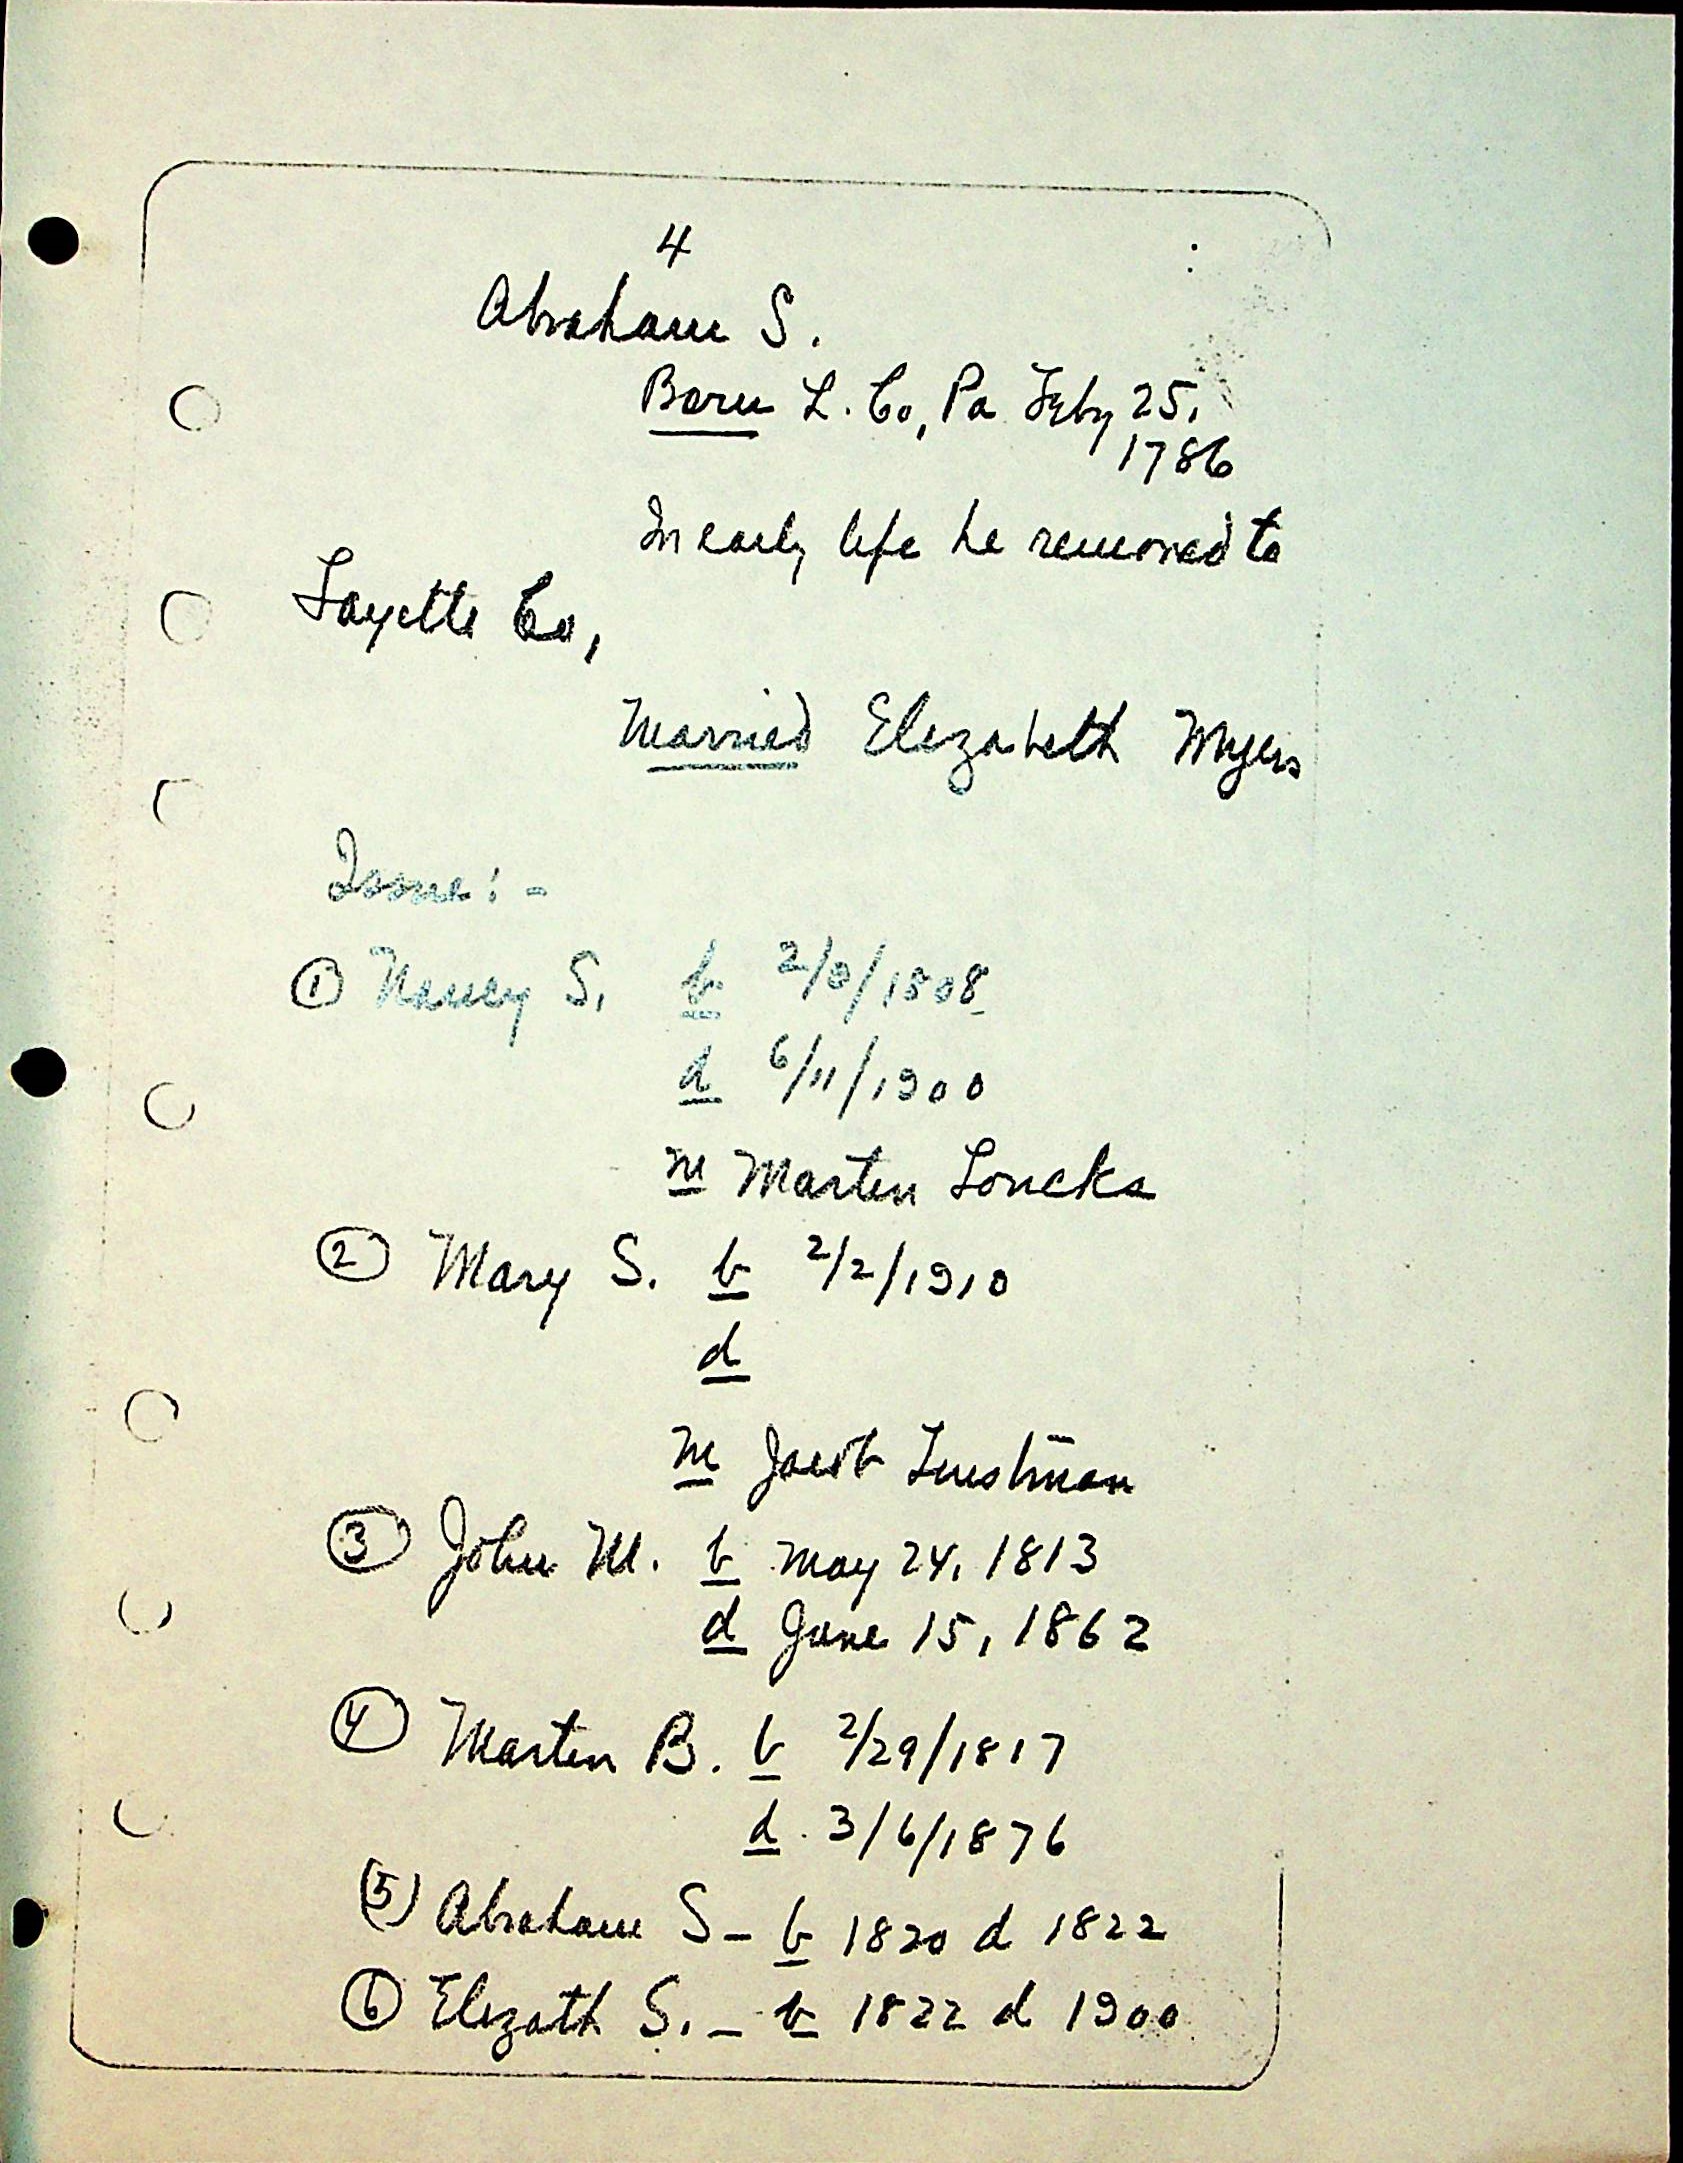 4
Abraham S.
Born L. Co, Pa Feby 25,
1786
In early life he removed to
Fayette Co,
Married Elizabeth Myers
Issue: -
① Nancy S. b 2/8/1808
d 6/11/1900
m Martin Loucks
② Mary S. b 2/2/1910
d
m Jacob
③ John M. b May 24, 1813
d June 15, 1862
④ Martin B. b 2/29/1817
d 3/6/1876
(5) Abraham S - b 1820 d 1822
⑥ Elizath S. - b 1822 d 1900